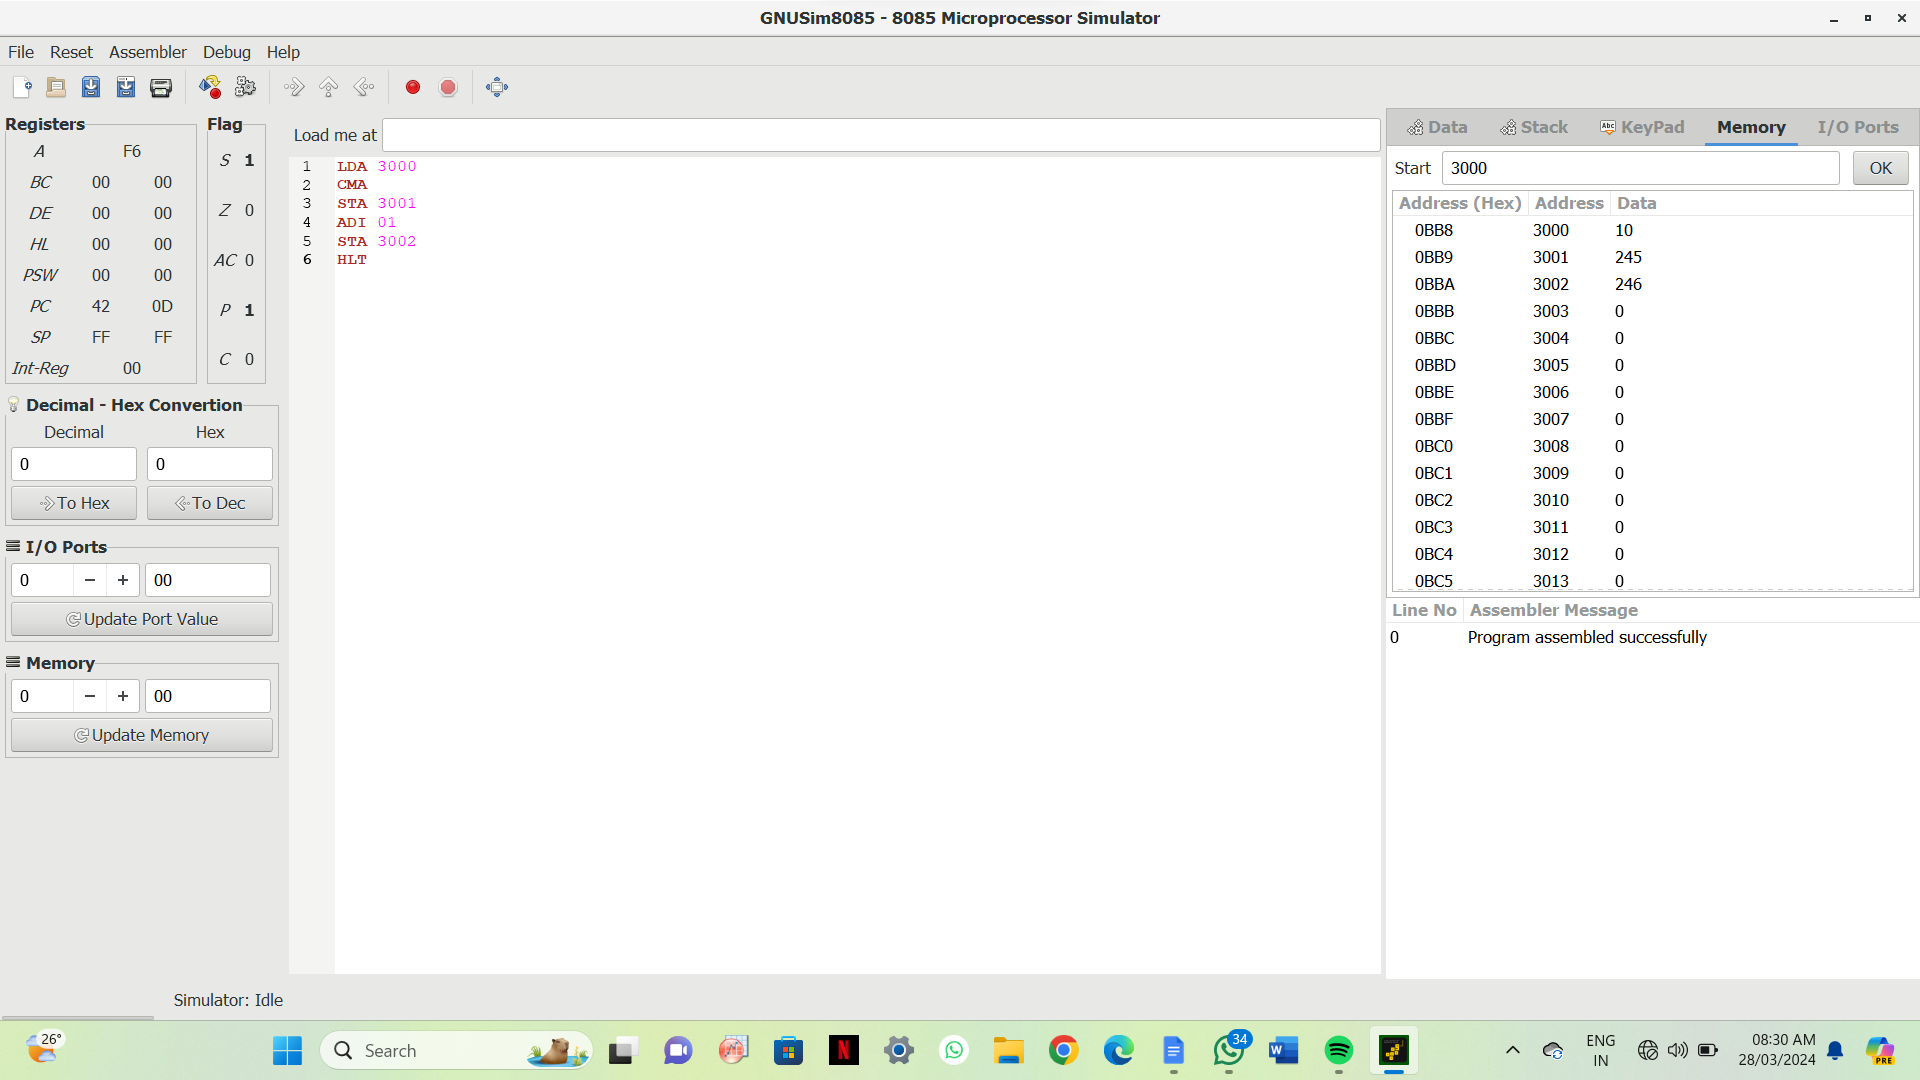 GNUSim8085 - 8085 Microprocessor Simulator
File Reset Assembler Debug Help
Registers
A F6
BC 00 00
DE 00 00
HL 00 00
PSW 00 00
PC 42 0D
SP FF FF
Int-Reg 00
Flag
S 1
Z 0
AC 0
P 1
C 0
Decimal - Hex Convertion
Decimal Hex
0 0
To Hex To Dec
I/O Ports
0 − + 00
Update Port Value
Memory
0 − + 00
Update Memory
Load me at
1 LDA 3000
2 CMA
3 STA 3001
4 ADI 01
5 STA 3002
6 HLT
Data Stack Abc KeyPad Memory I/O Ports
Start 3000 OK
Address (Hex) Address Data
0BB8 3000 10
0BB9 3001 245
0BBA 3002 246
0BBB 3003 0
0BBC 3004 0
0BBD 3005 0
0BBE 3006 0
0BBF 3007 0
0BC0 3008 0
0BC1 3009 0
0BC2 3010 0
0BC3 3011 0
0BC4 3012 0
0BC5 3013 0
Line No Assembler Message
0 Program assembled successfully
Simulator: Idle
26°
Search
N
34
W
ENG
IN
08:30 AM
28/03/2024
PRE